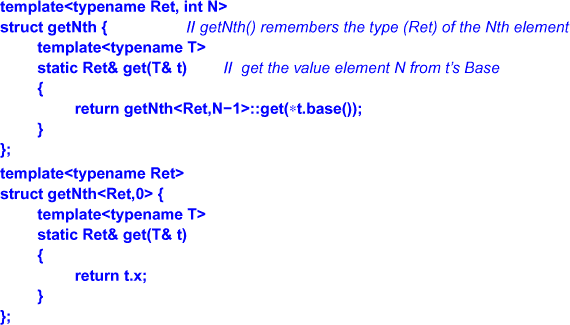 template<typename Ret, int N>
struct getNth { // getNth() remembers the type (Ret) of the Nth element
template<typename T>
static Ret& get(T& t) // get the value element N from t’s Base
{
return getNth<Ret,N−1>::get(∗t.base());
}
};
template<typename Ret>
struct getNth<Ret,0> {
template<typename T>
static Ret& get(T& t)
{
return t.x;
}
};